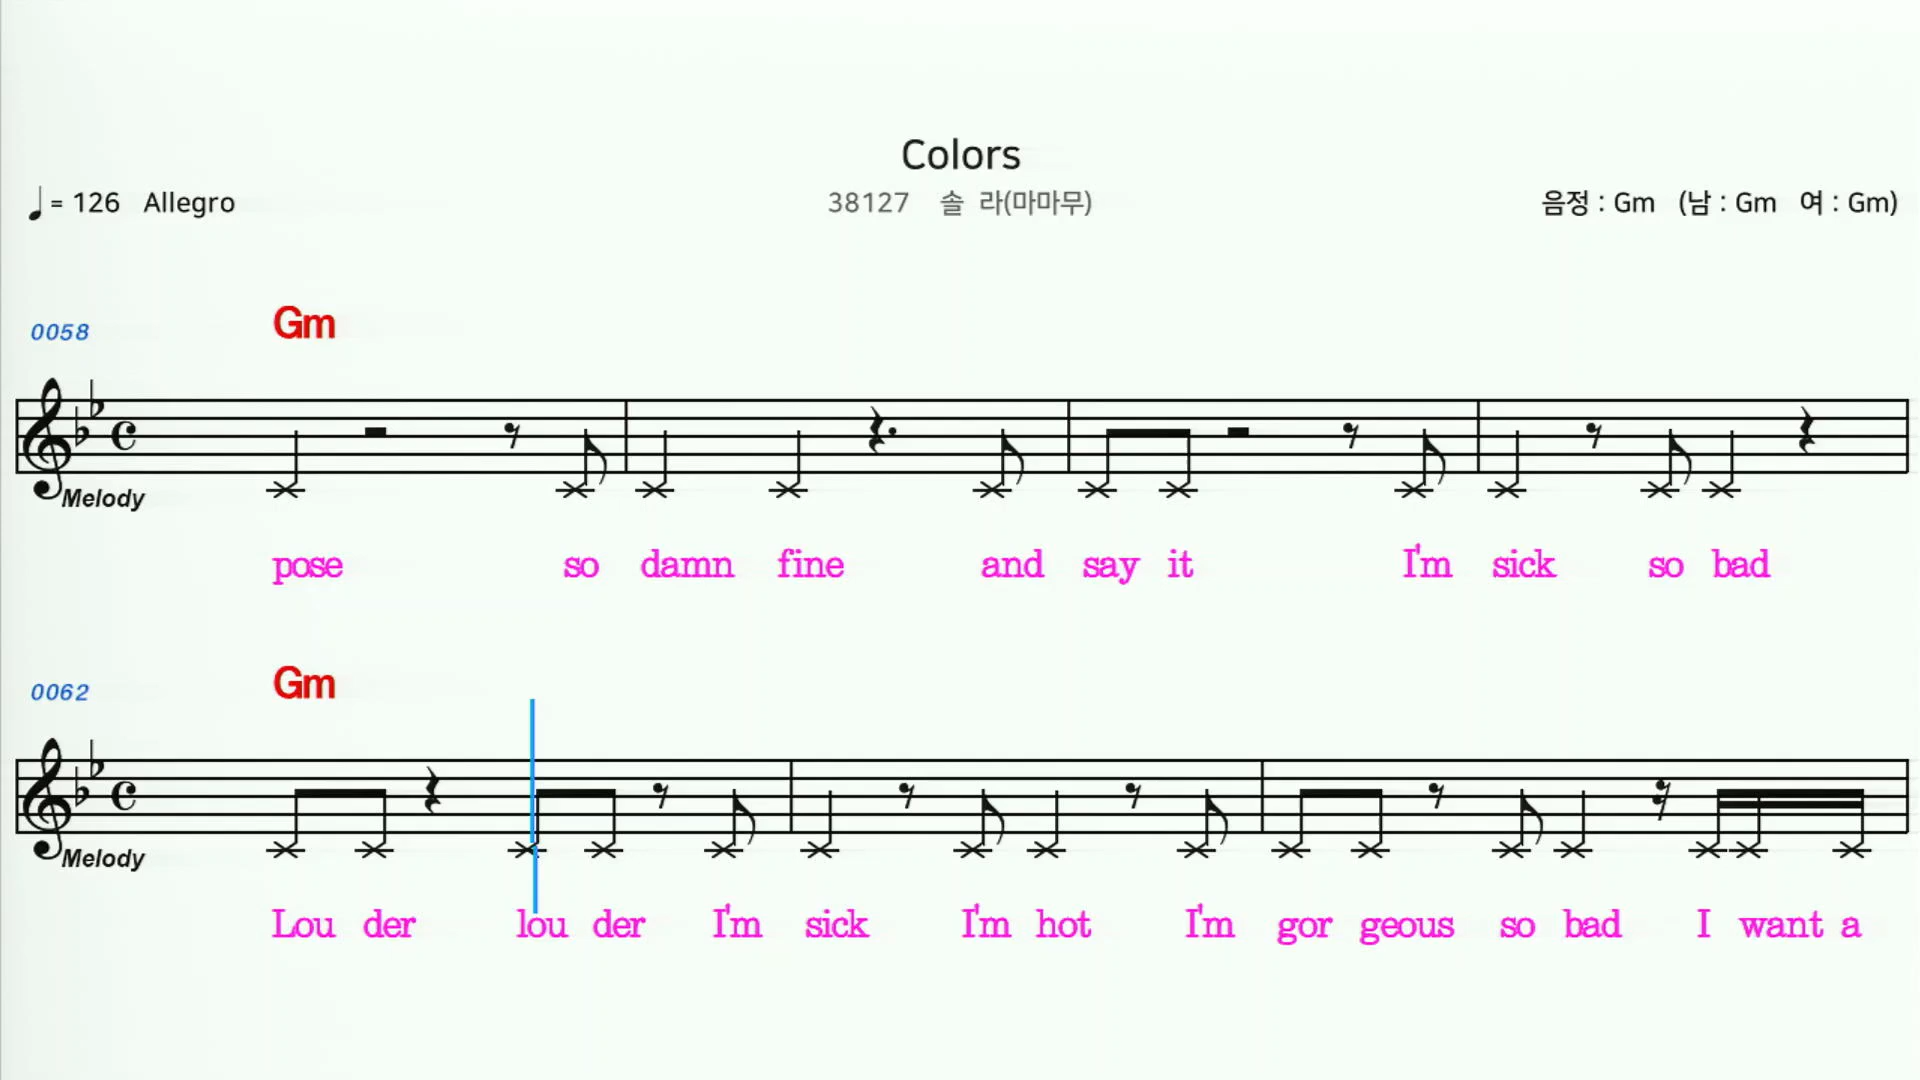 Colors
= 126 Allegro
38127 솔 라(마마무)
음정 : Gm (남 : Gm 여 : Gm)
0058 Gm
Melody
pose so damn fine and say it I'm sick so bad
0062 Gm
Melody
Lou der lou der I'm sick I'm hot I'm gor geous so bad I want a